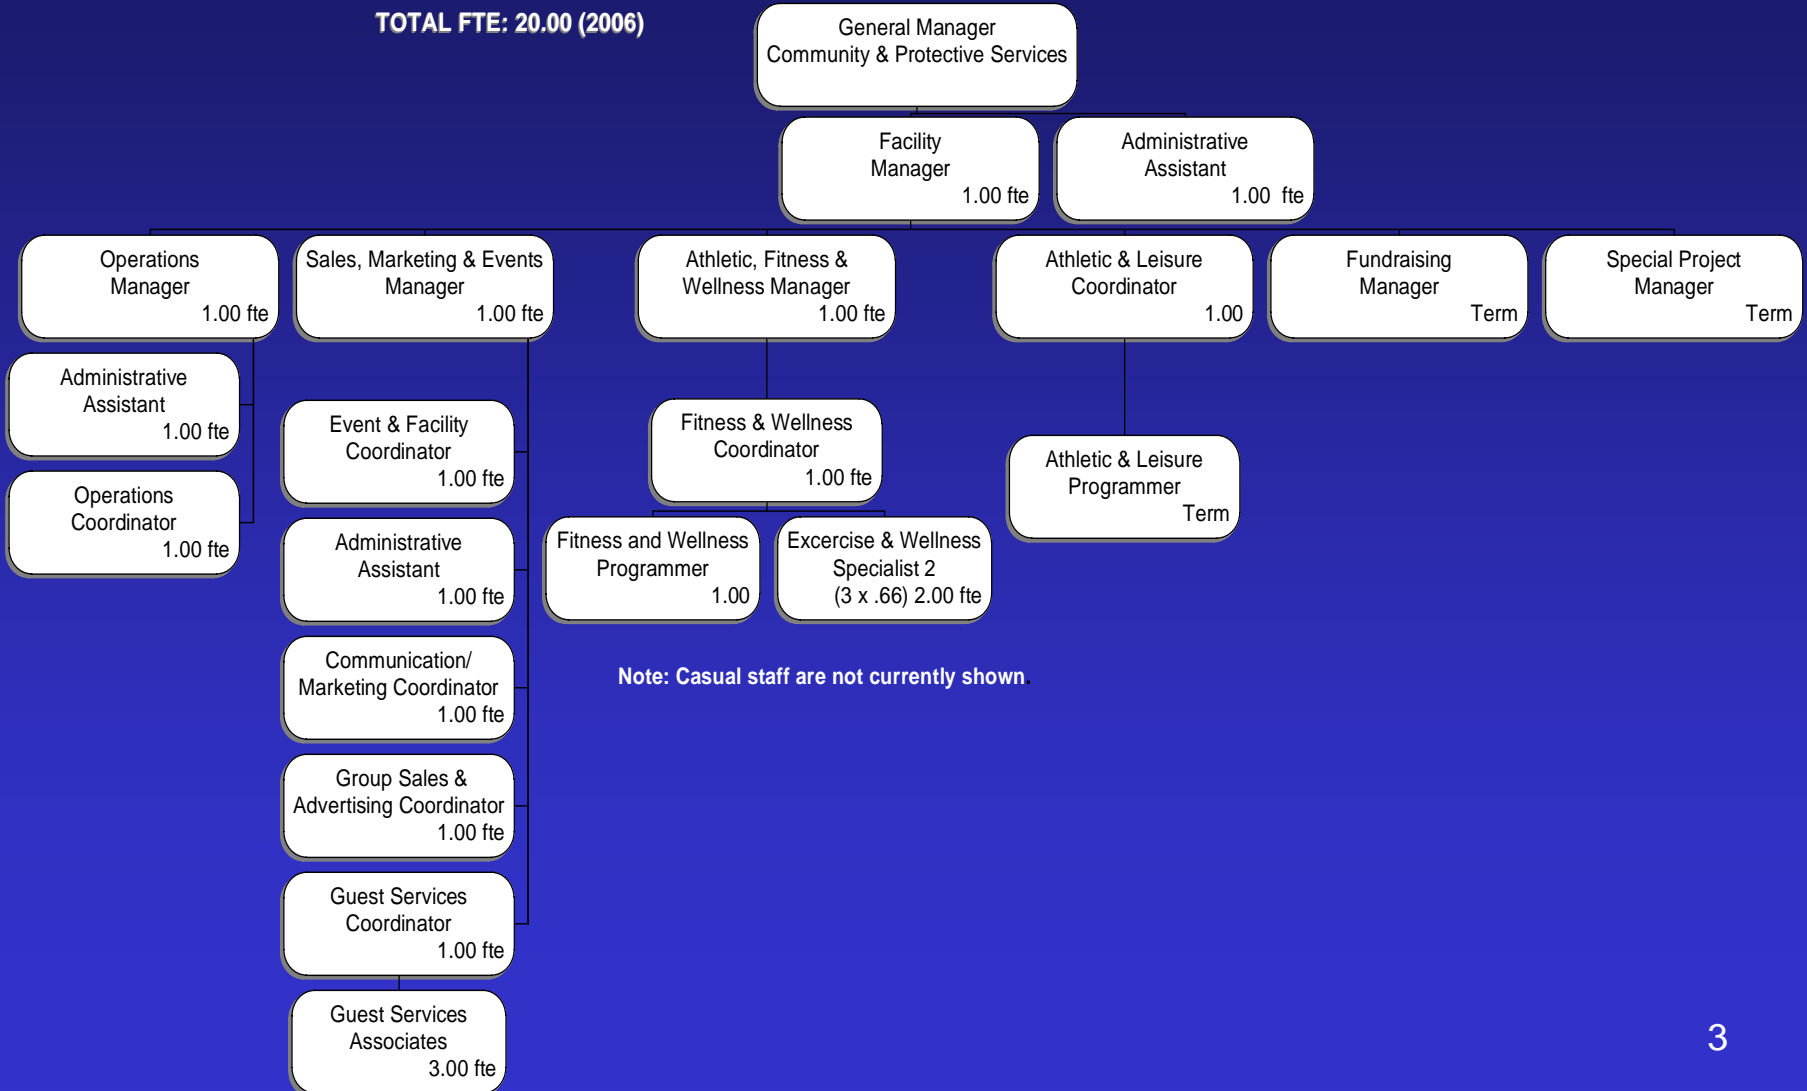 TOTAL FTE: 20.00 (2006)
General Manager
Community & Protective Services
Facility
Manager
1.00 fte
Administrative
Assistant
1.00 fte
Operations
Manager
1.00 fte
Sales, Marketing & Events
Manager
1.00 fte
Athletic, Fitness &
Wellness Manager
1.00 fte
Athletic & Leisure
Coordinator
1.00
Fundraising
Manager
Term
Special Project
Manager
Term
Administrative
Assistant
1.00 fte
Operations
Coordinator
1.00 fte
Event & Facility
Coordinator
1.00 fte
Administrative
Assistant
1.00 fte
Communication/
Marketing Coordinator
1.00 fte
Group Sales &
Advertising Coordinator
1.00 fte
Guest Services
Coordinator
1.00 fte
Guest Services
Associates
3.00 fte
Fitness & Wellness
Coordinator
1.00 fte
Fitness and Wellness
Programmer
1.00
Excercise & Wellness
Specialist 2
(3 x .66) 2.00 fte
Athletic & Leisure
Programmer
Term
Note: Casual staff are not currently shown.
3